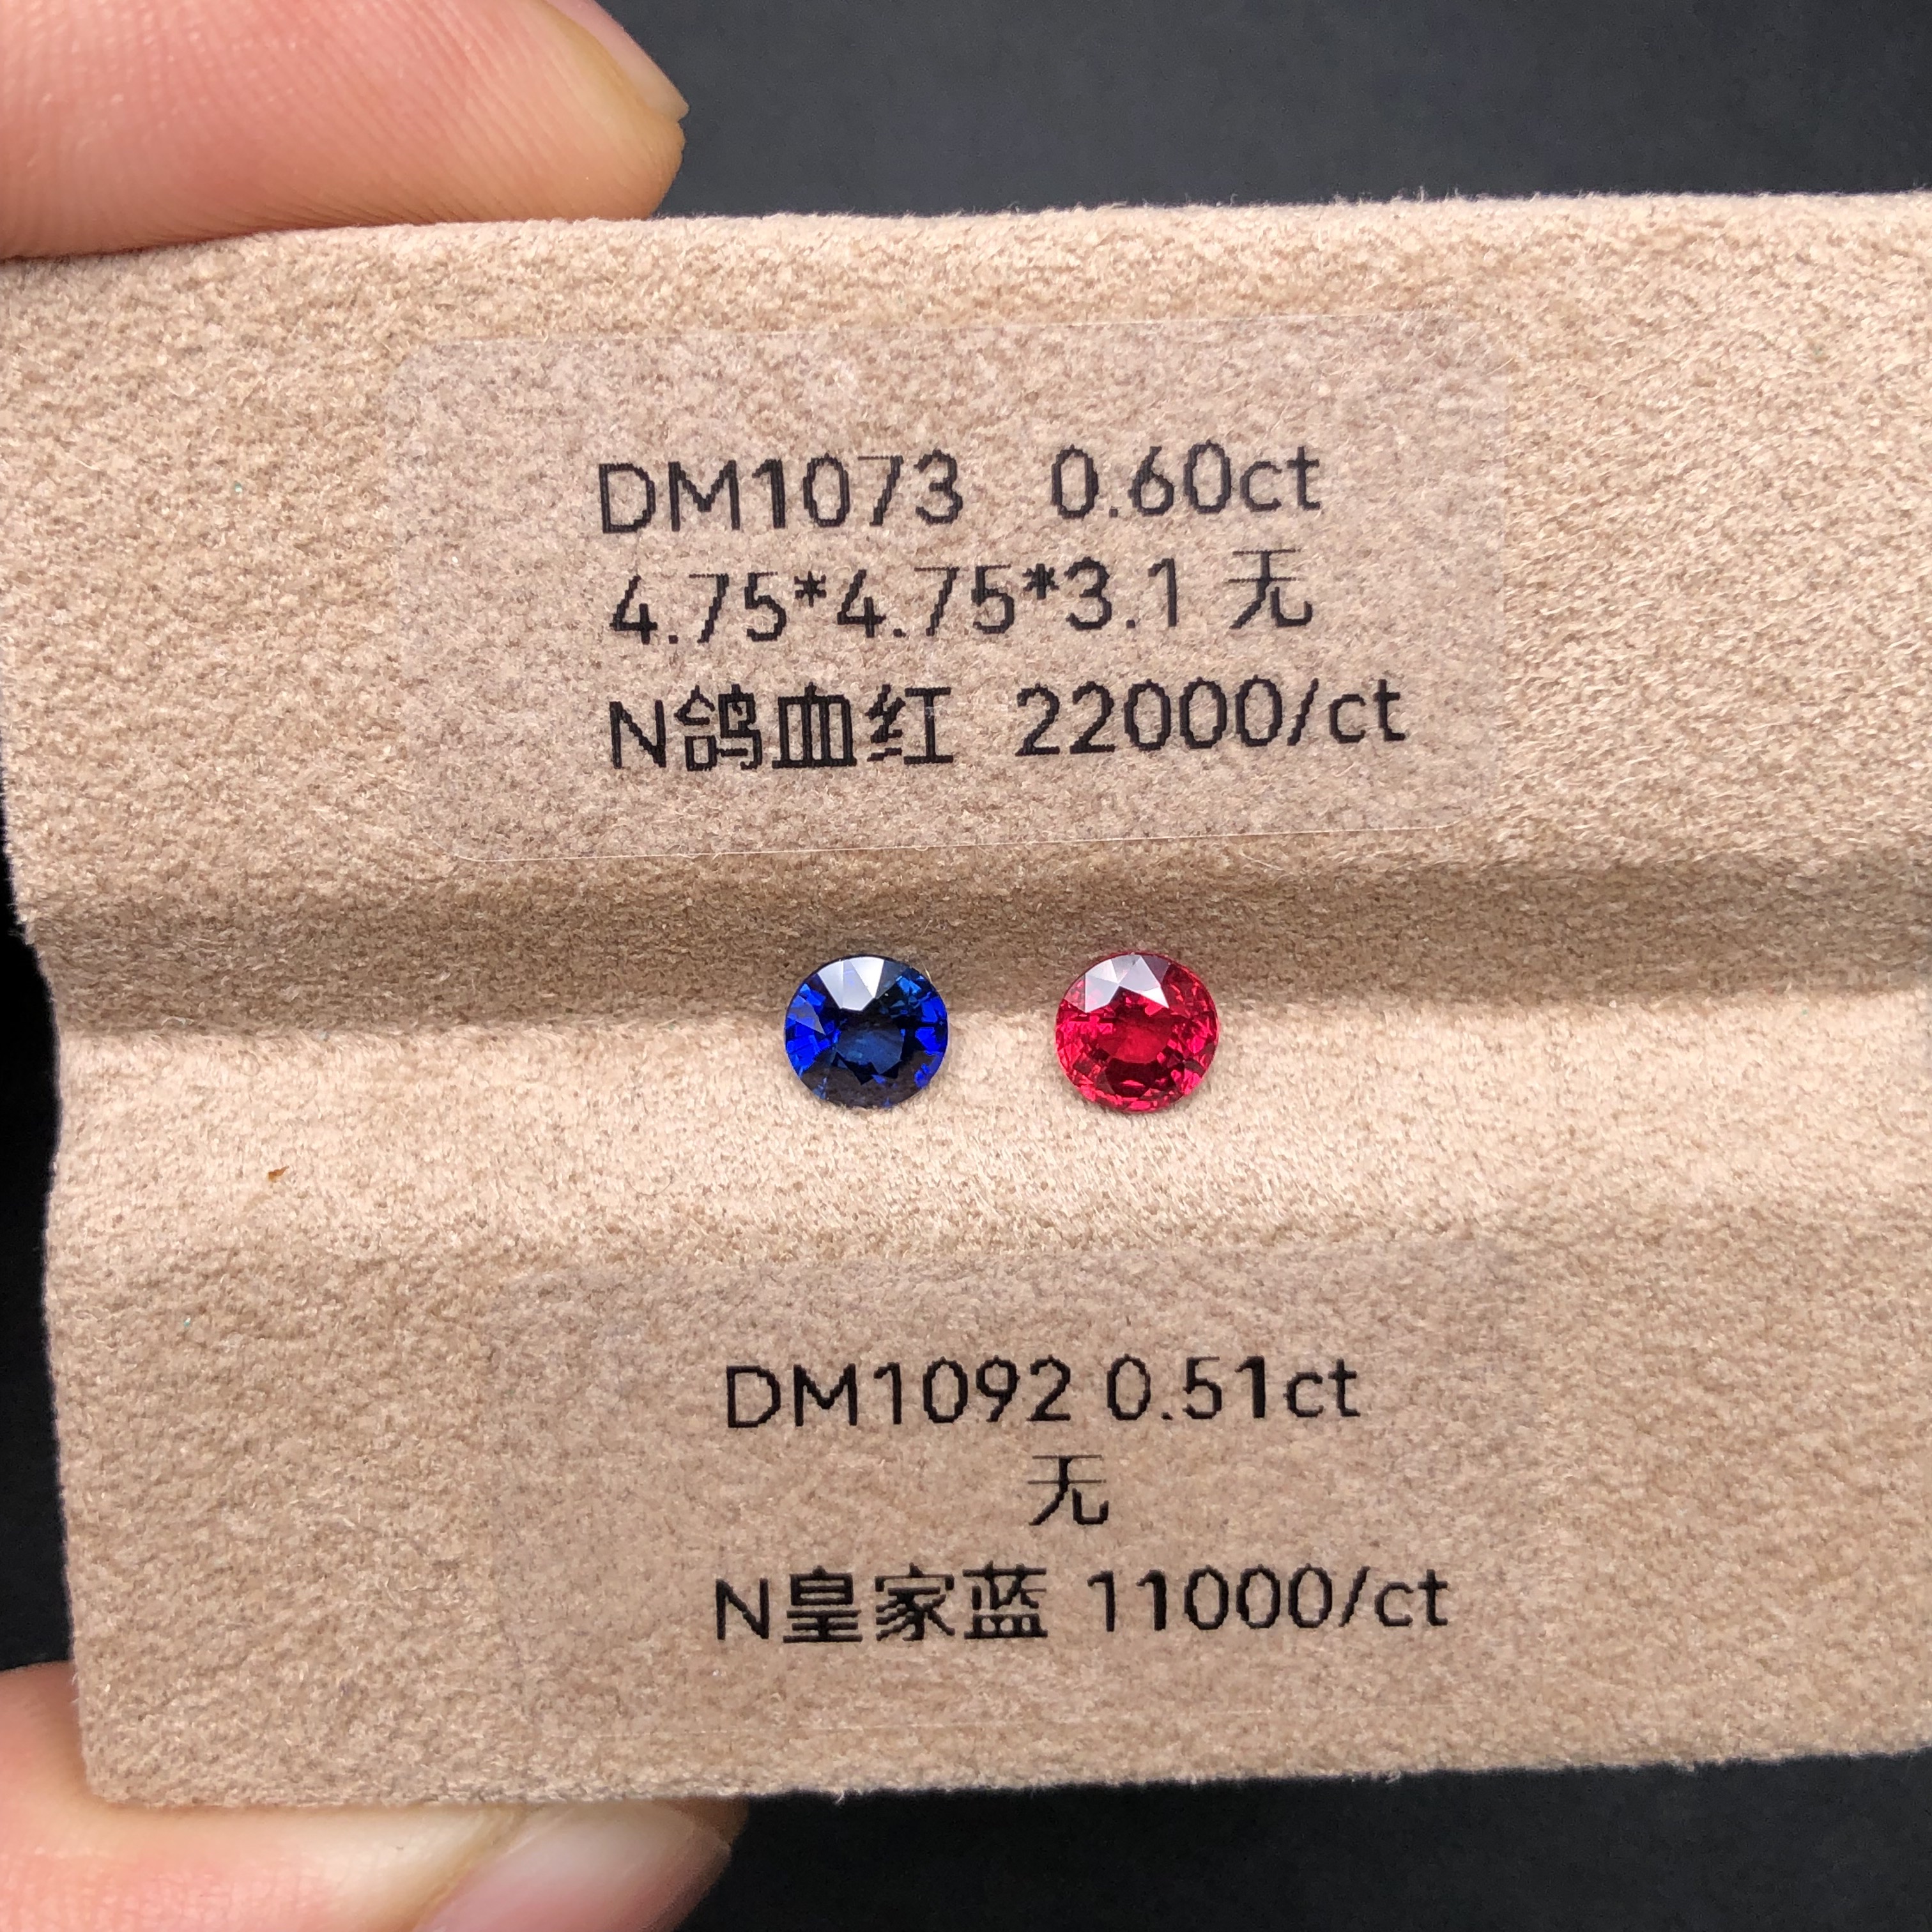 DM1073 0.60ct
4.75*4.75*3.1 无
N鸽血红 22000/ct
DM1092 0.51ct
无
N皇家蓝 11000/ct